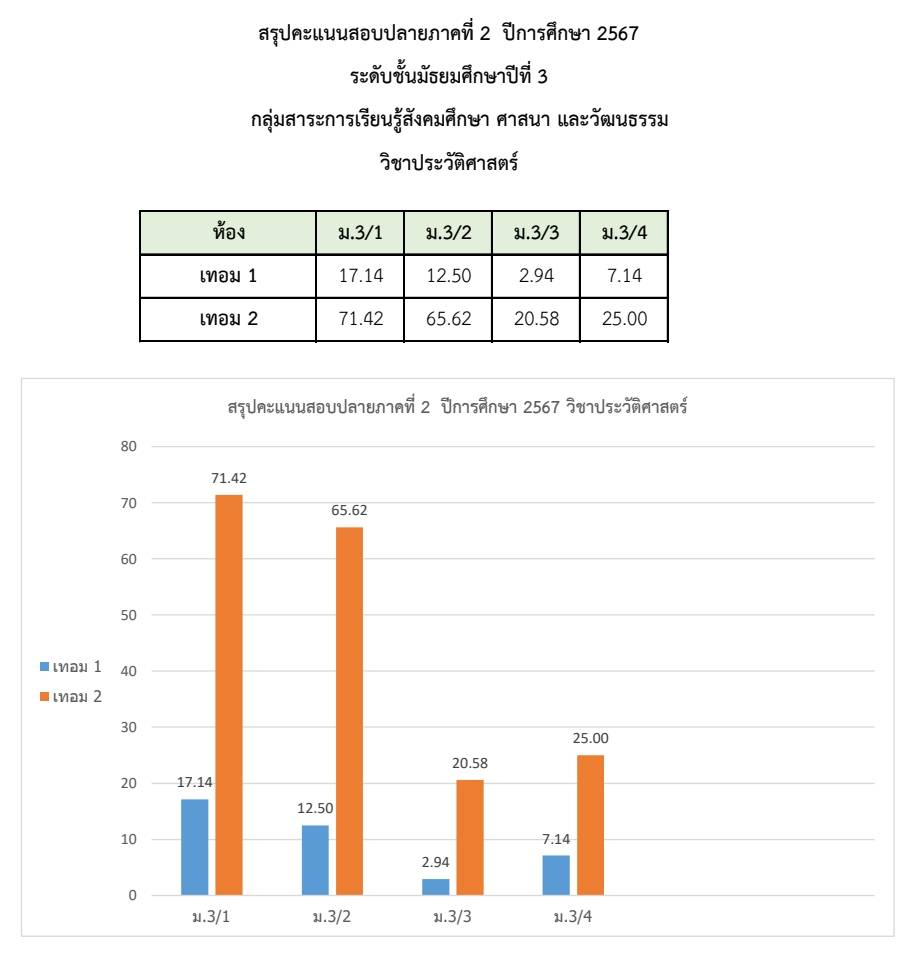 สรุปคะแนนสอบปลายภาคที่ 2 ปีการศึกษา 2567
ระดับชั้นมัธยมศึกษาปีที่ 3
กลุ่มสาระการเรียนรู้สังคมศึกษา ศาสนา และวัฒนธรรม
วิชาประวัติศาสตร์
ห้อง ม.3/1 ม.3/2 ม.3/3 ม.3/4
เทอม 1 17.14 12.50 2.94 7.14
เทอม 2 71.42 65.62 20.58 25.00
สรุปคะแนนสอบปลายภาคที่ 2 ปีการศึกษา 2567 วิชาประวัติศาสตร์
80
71.42
70
65.62
60
50
เทอม 1
40
เทอม 2
30
25.00
20.58
17.14
20
12.50
10
7.14
2.94
0
ม.3/1 ม.3/2 ม.3/3 ม.3/4